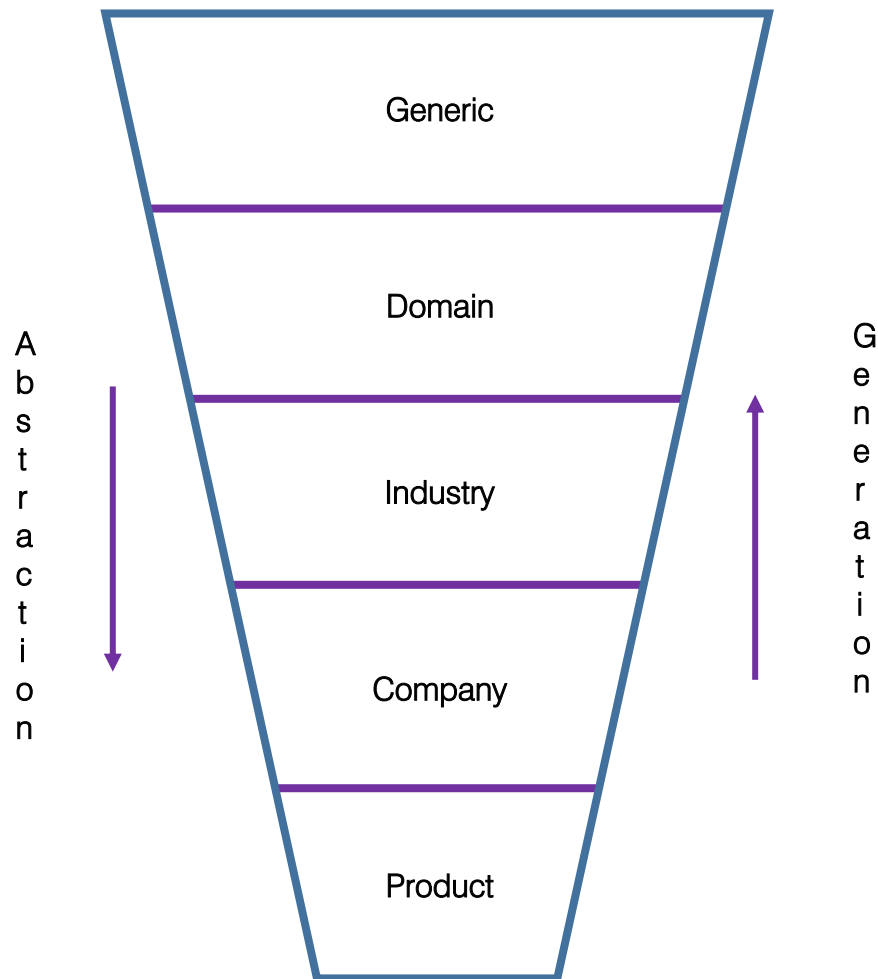 Generic
Domain
Abstraction
Generation
Industry
Company
Product